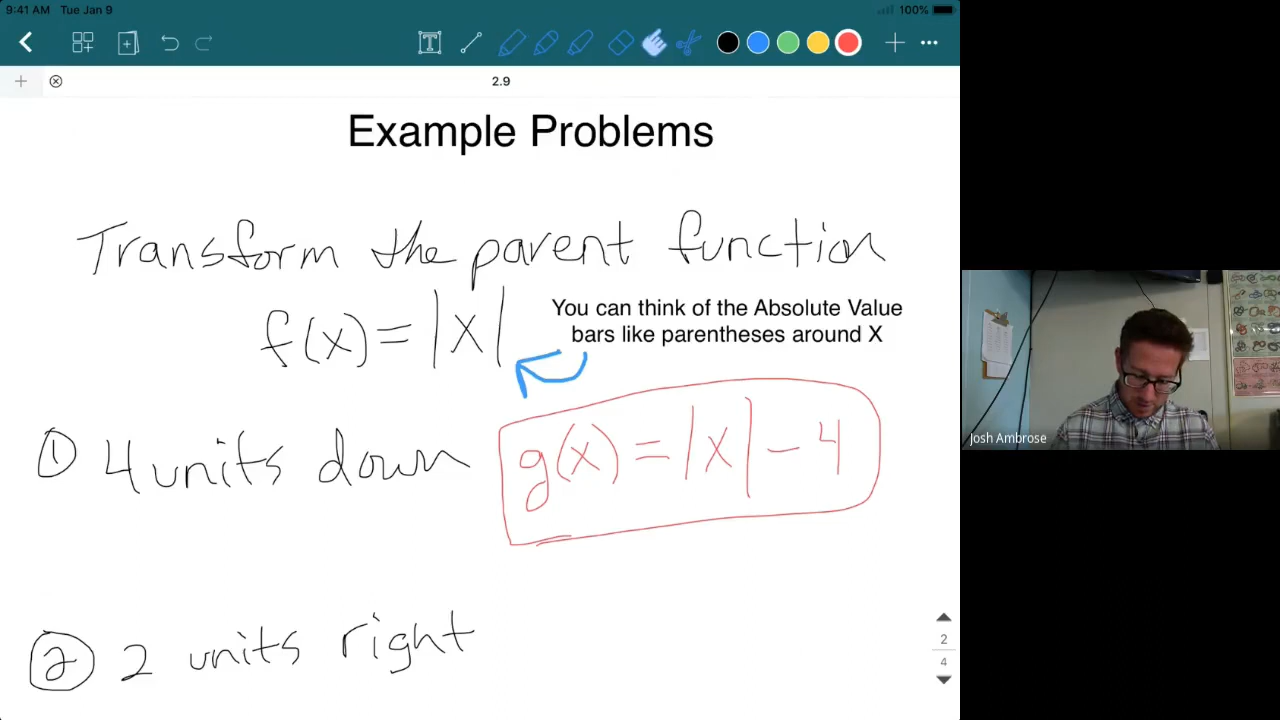 9:41 AM Tue Jan 9
100%
2.9
Example Problems
Transform the parent function
f(x) = |x|
You can think of the Absolute Value
bars like parentheses around X
① 4 units down
g(x) = |x| - 4
② 2 units right
2
4
Josh Ambrose